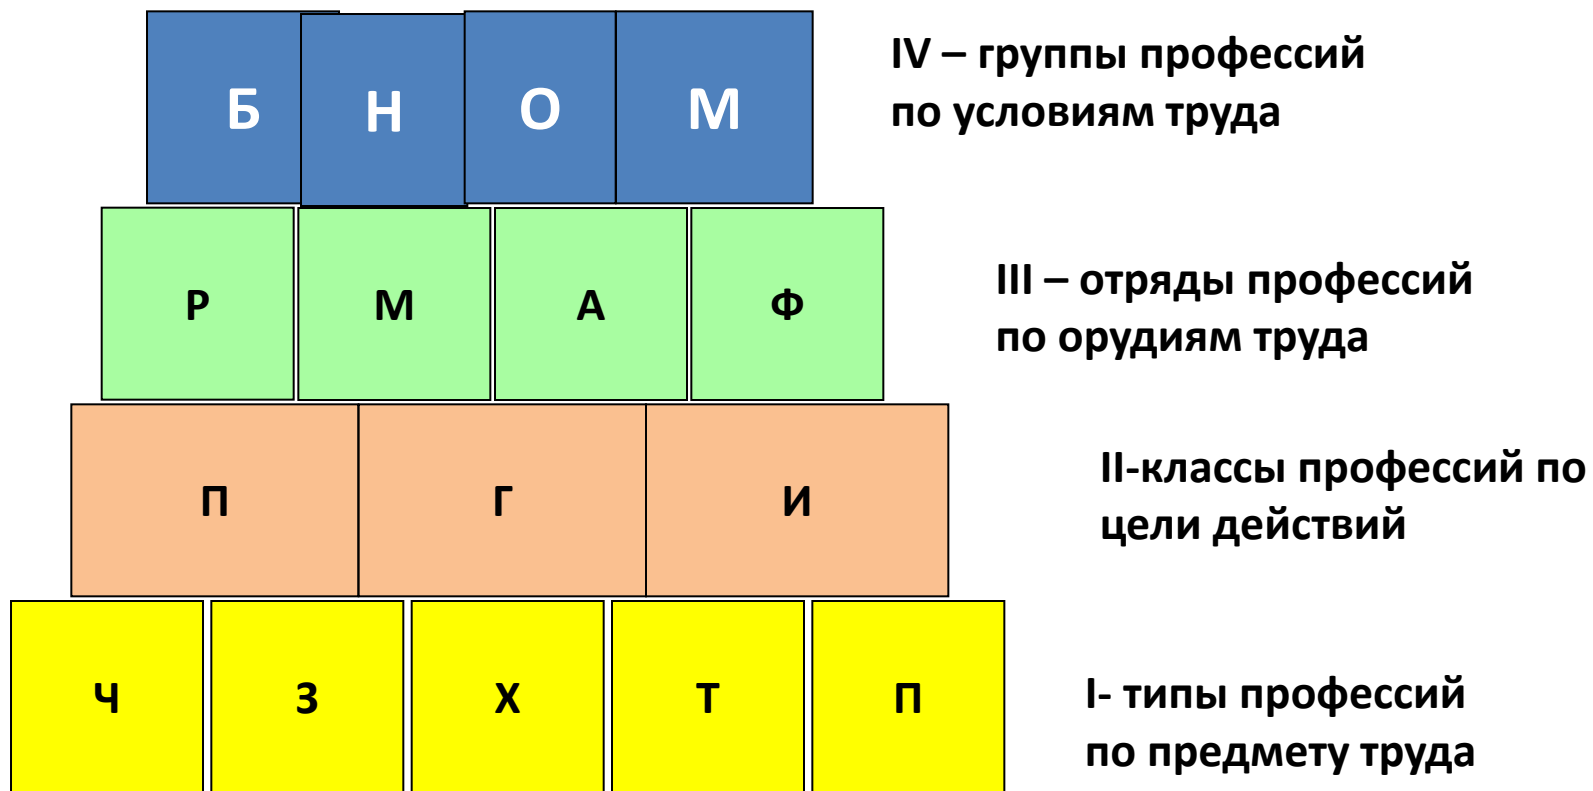 Б Н О М
IV – группы профессий
по условиям труда
Р М А Ф
III – отряды профессий
по орудиям труда
П Г И
II-классы профессий по
цели действий
Ч З Х Т П
I- типы профессий
по предмету труда